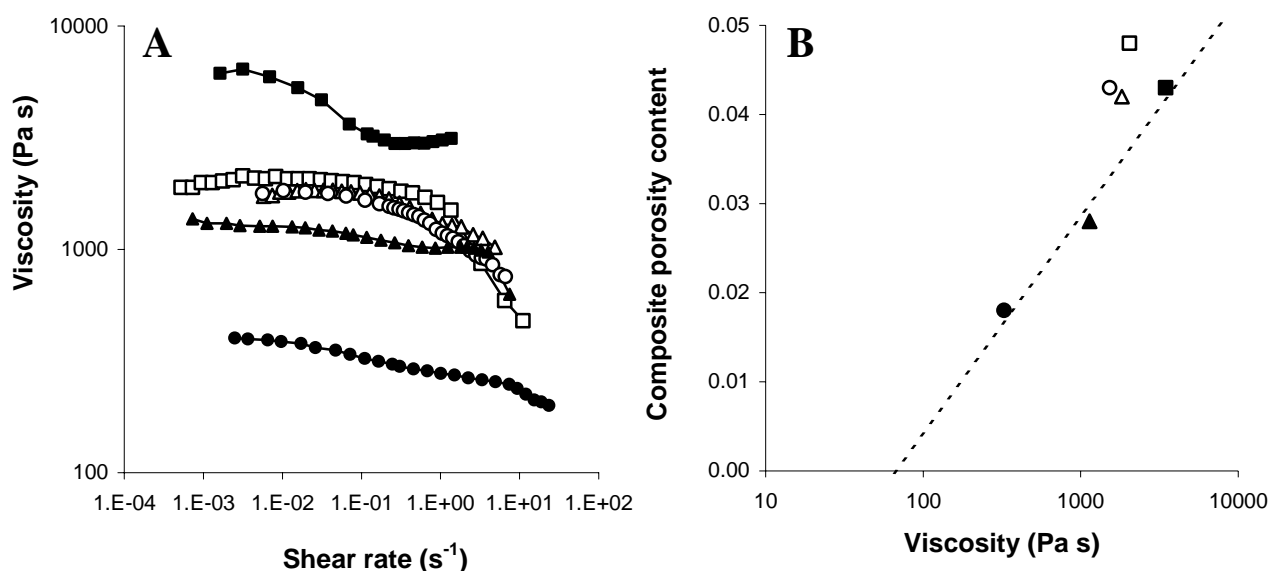 A
10000
1000
100
Viscosity (Pa s)
1.E-04 1.E-03 1.E-02 1.E-01 1.E+00 1.E+01 1.E+02
Shear rate (s⁻¹)
B
0.05
0.04
0.03
0.02
0.01
0.00
Composite porosity content
10 100 1000 10000
Viscosity (Pa s)